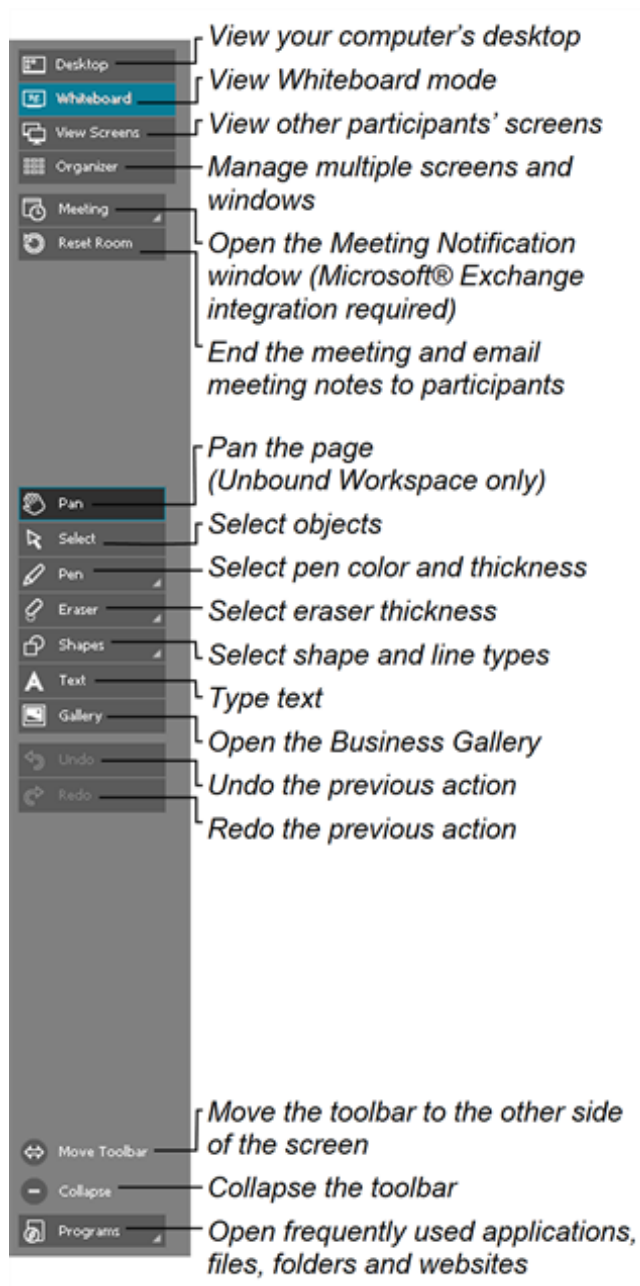 Desktop
View your computer's desktop
Whiteboard
View Whiteboard mode
View Screens
View other participants' screens
Organizer
Manage multiple screens and
windows
Meeting
Open the Meeting Notification
window (Microsoft® Exchange
integration required)
Reset Room
End the meeting and email
meeting notes to participants
Pan
Pan the page
(Unbound Workspace only)
Select
Select objects
Pen
Select pen color and thickness
Eraser
Select eraser thickness
Shapes
Select shape and line types
Text
Type text
Gallery
Open the Business Gallery
Undo
Undo the previous action
Redo
Redo the previous action
Move Toolbar
Move the toolbar to the other side
of the screen
Collapse
Collapse the toolbar
Programs
Open frequently used applications,
files, folders and websites